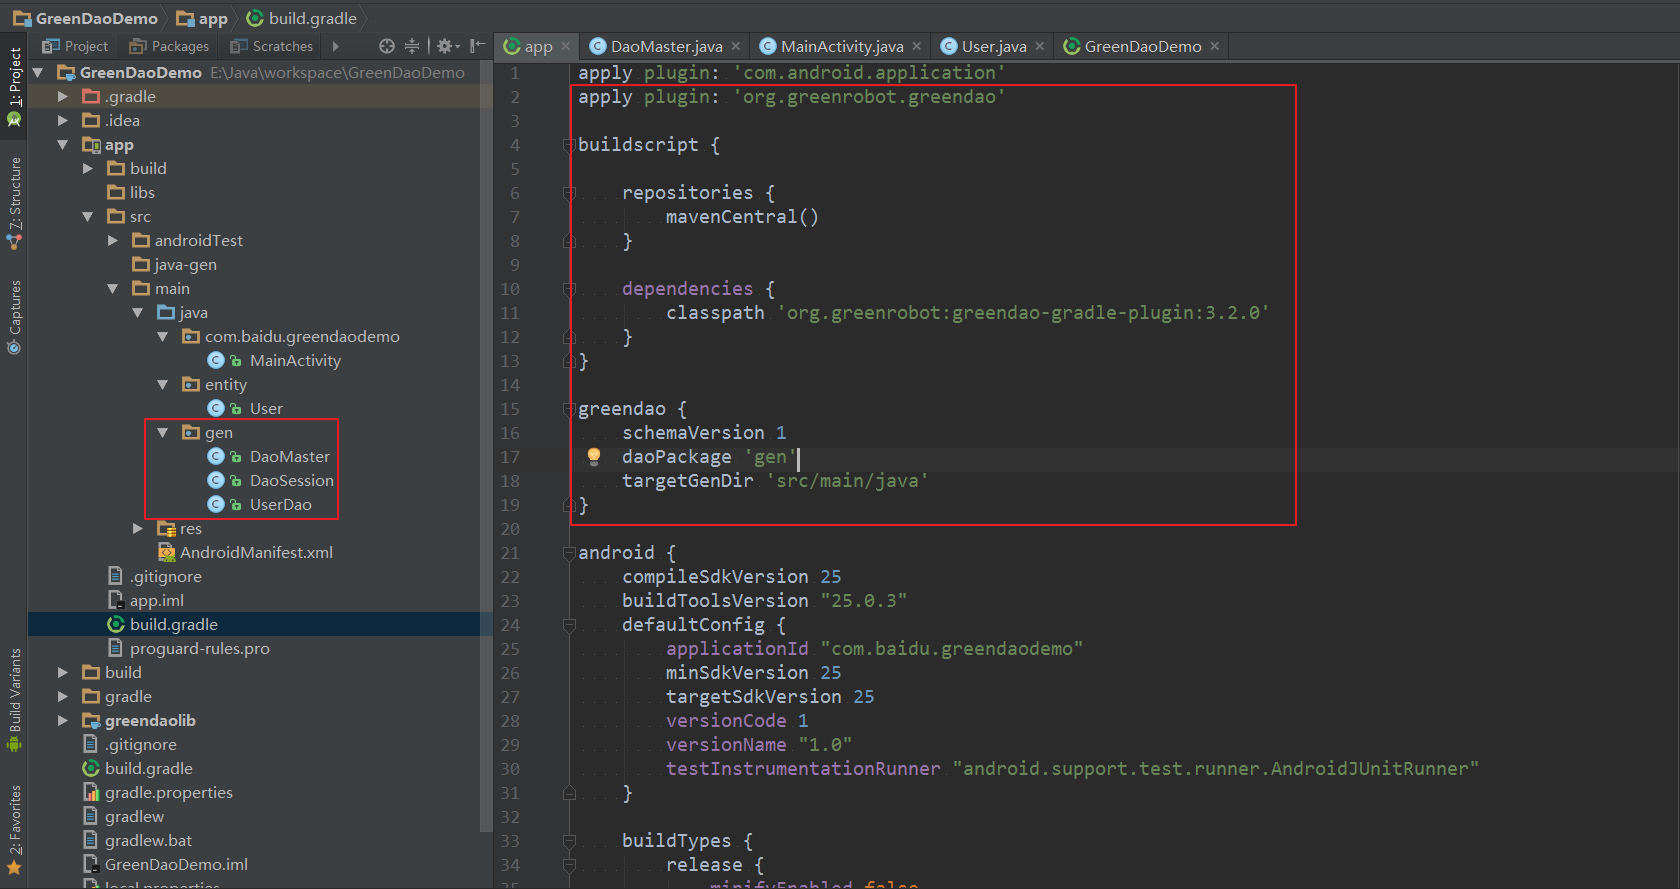 GreenDaoDemo app build.gradle
Project Packages Scratches
app DaoMaster.java MainActivity.java User.java GreenDaoDemo
1: Project
Z: Structure
Captures
Build Variants
2: Favorites
GreenDaoDemo E:\Java\workspace\GreenDaoDemo
.gradle
.idea
app
build
libs
src
androidTest
java-gen
main
java
com.baidu.greendaodemo
MainActivity
entity
User
gen
DaoMaster
DaoSession
UserDao
res
AndroidManifest.xml
.gitignore
app.iml
build.gradle
proguard-rules.pro
build
gradle
greendaolib
.gitignore
build.gradle
gradle.properties
gradlew
gradlew.bat
GreenDaoDemo.iml
local.properties
1 apply plugin: 'com.android.application'
2 apply plugin: 'org.greenrobot.greendao'
3
4 buildscript {
5
6 repositories {
7 mavenCentral()
8 }
9
10 dependencies {
11 classpath 'org.greenrobot:greendao-gradle-plugin:3.2.0'
12 }
13 }
14
15 greendao {
16 schemaVersion 1
17 daoPackage 'gen'
18 targetGenDir 'src/main/java'
19 }
20
21 android {
22 compileSdkVersion 25
23 buildToolsVersion "25.0.3"
24 defaultConfig {
25 applicationId "com.baidu.greendaodemo"
26 minSdkVersion 25
27 targetSdkVersion 25
28 versionCode 1
29 versionName "1.0"
30 testInstrumentationRunner "android.support.test.runner.AndroidJUnitRunner"
31 }
32
33 buildTypes {
34 release {
35 minifyEnabled false